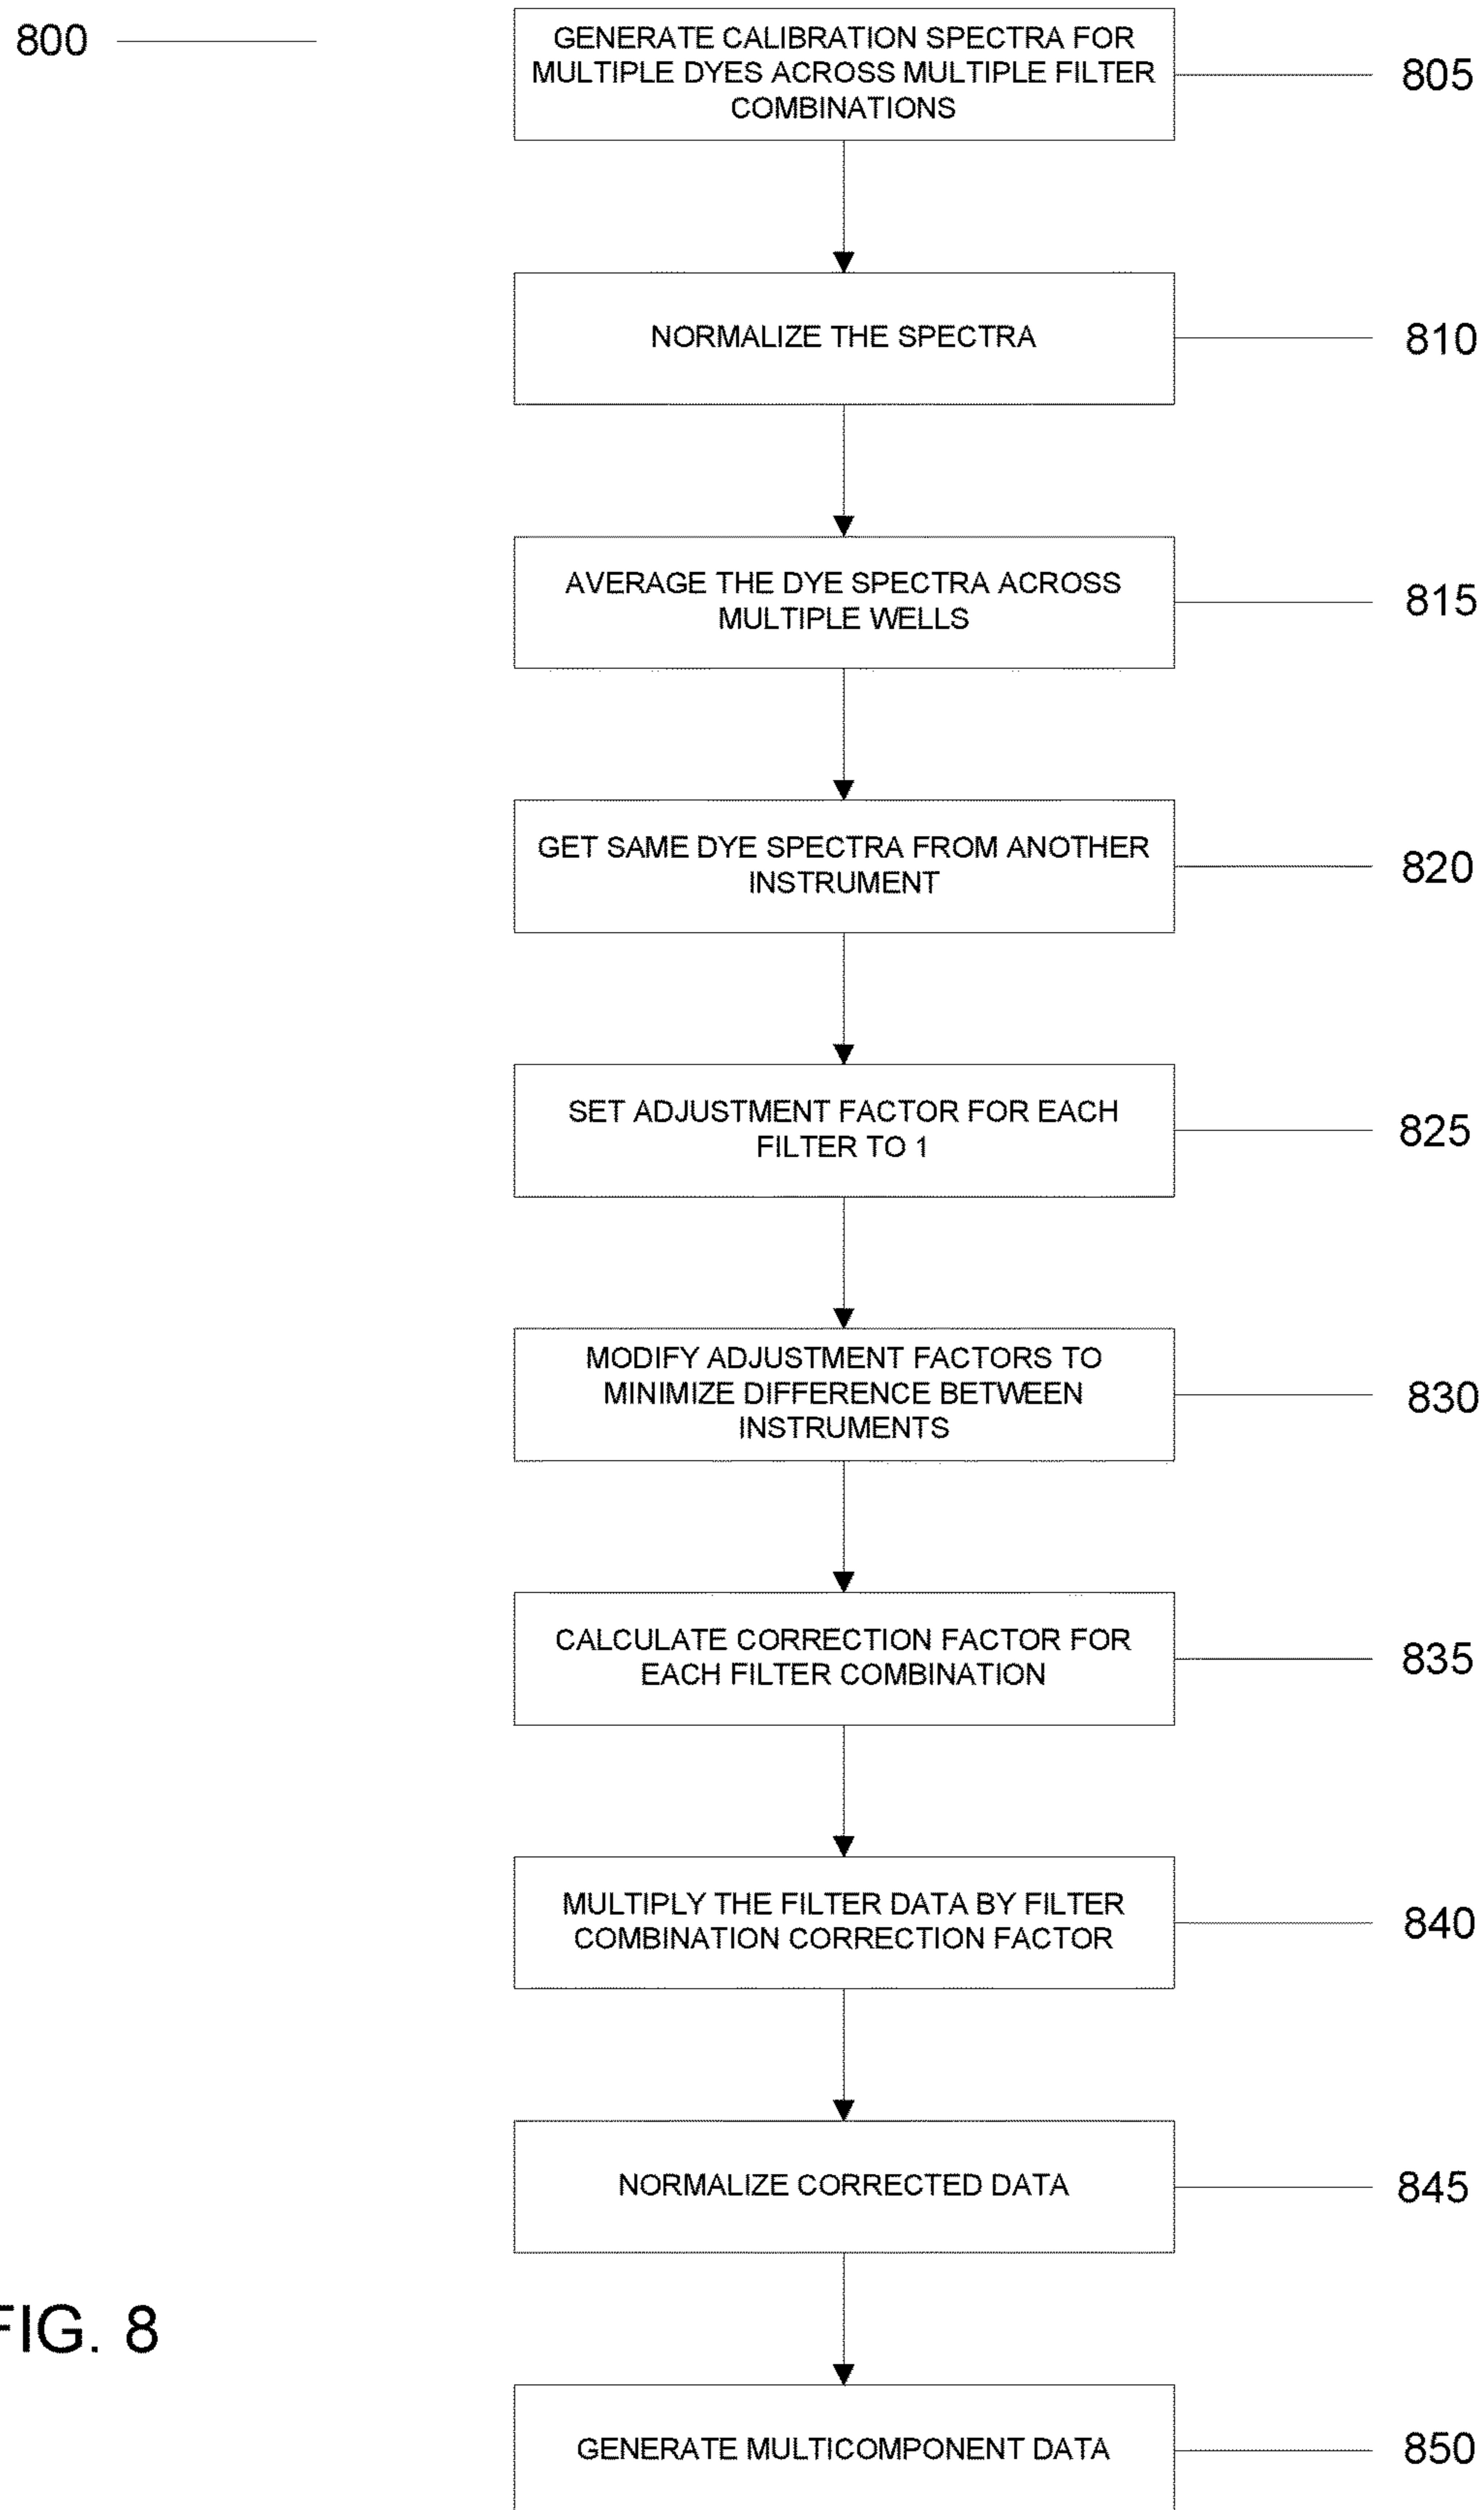 800
GENERATE CALIBRATION SPECTRA FOR
MULTIPLE DYES ACROSS MULTIPLE FILTER
COMBINATIONS
805
NORMALIZE THE SPECTRA
810
AVERAGE THE DYE SPECTRA ACROSS
MULTIPLE WELLS
815
GET SAME DYE SPECTRA FROM ANOTHER
INSTRUMENT
820
SET ADJUSTMENT FACTOR FOR EACH
FILTER TO 1
825
MODIFY ADJUSTMENT FACTORS TO
MINIMIZE DIFFERENCE BETWEEN
INSTRUMENTS
830
CALCULATE CORRECTION FACTOR FOR
EACH FILTER COMBINATION
835
MULTIPLY THE FILTER DATA BY FILTER
COMBINATION CORRECTION FACTOR
840
NORMALIZE CORRECTED DATA
845
FIG. 8
GENERATE MULTICOMPONENT DATA
850